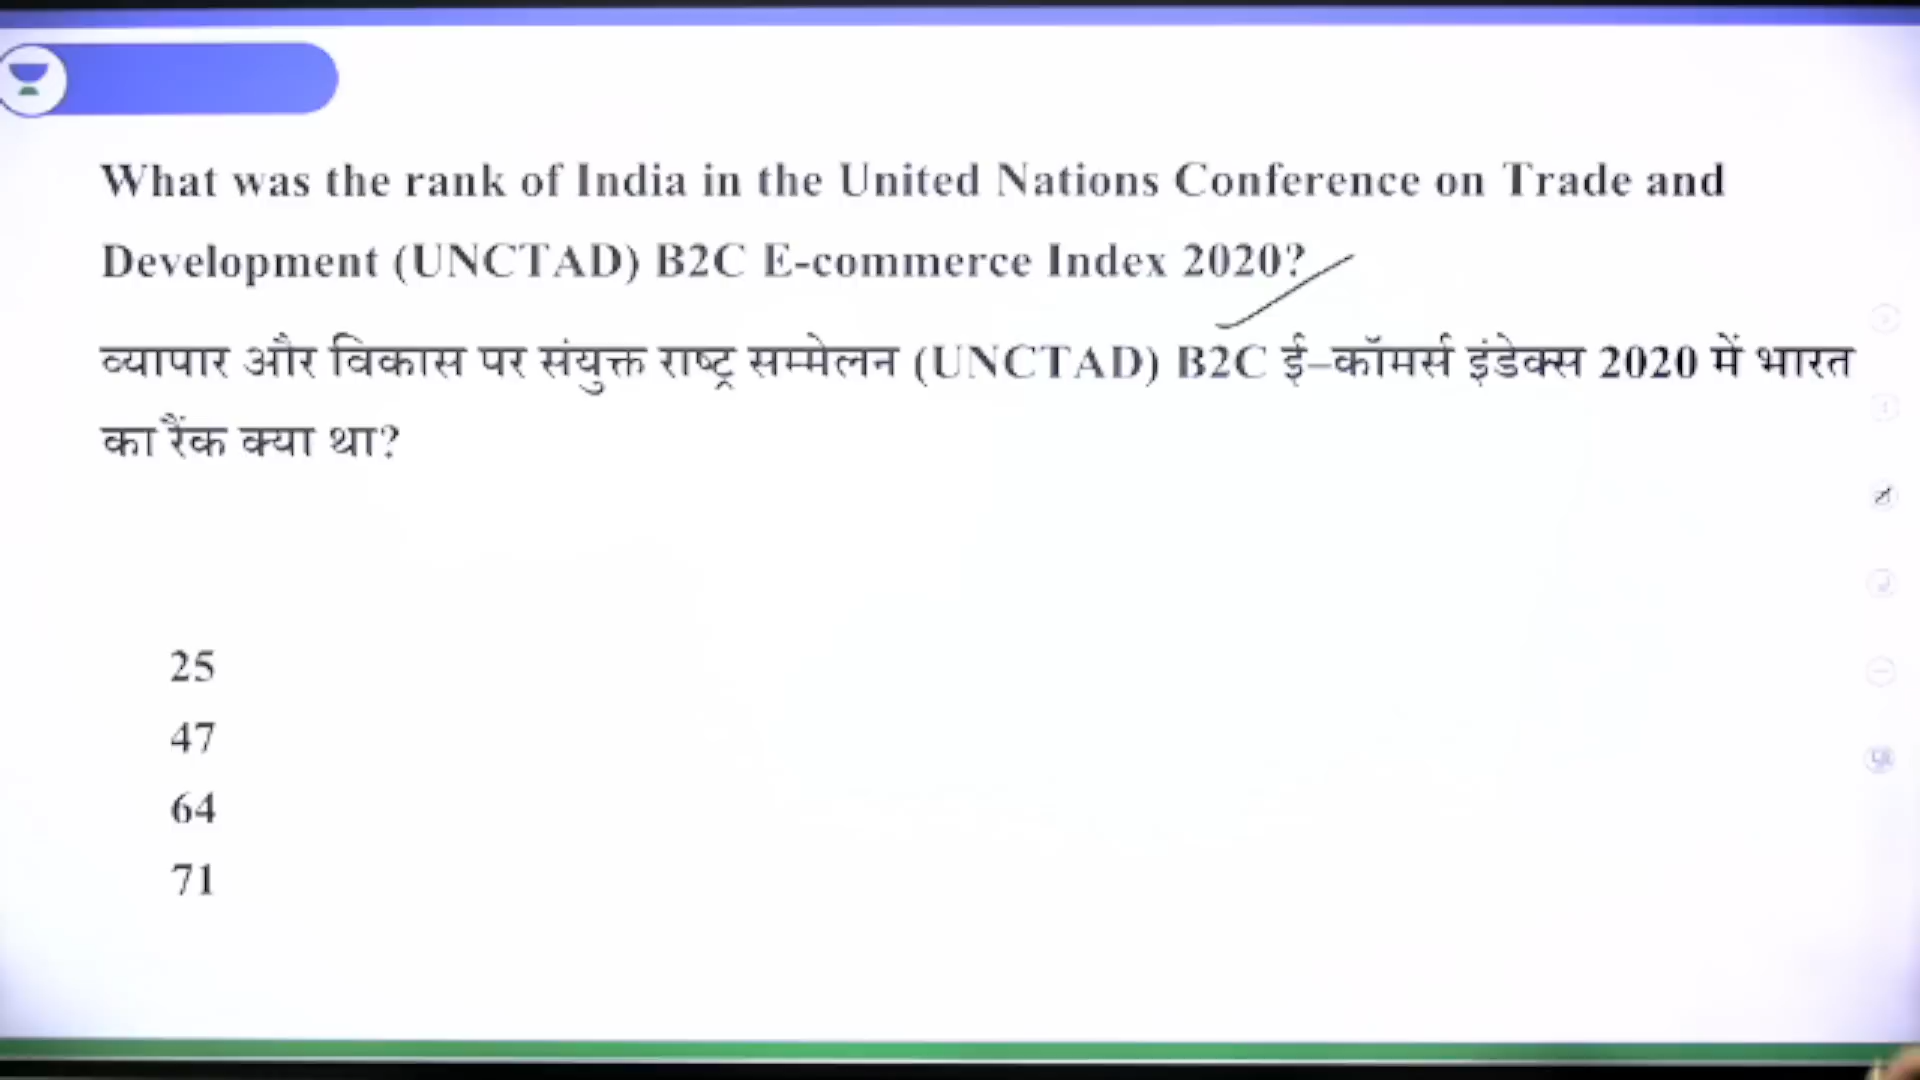 What was the rank of India in the United Nations Conference on Trade and
Development (UNCTAD) B2C E-commerce Index 2020?
व्यापार और विकास पर संयुक्त राष्ट्र सम्मेलन (UNCTAD) B2C ई–कॉमर्स इंडेक्स 2020 में भारत
का रैंक क्या था?
25
47
64
71